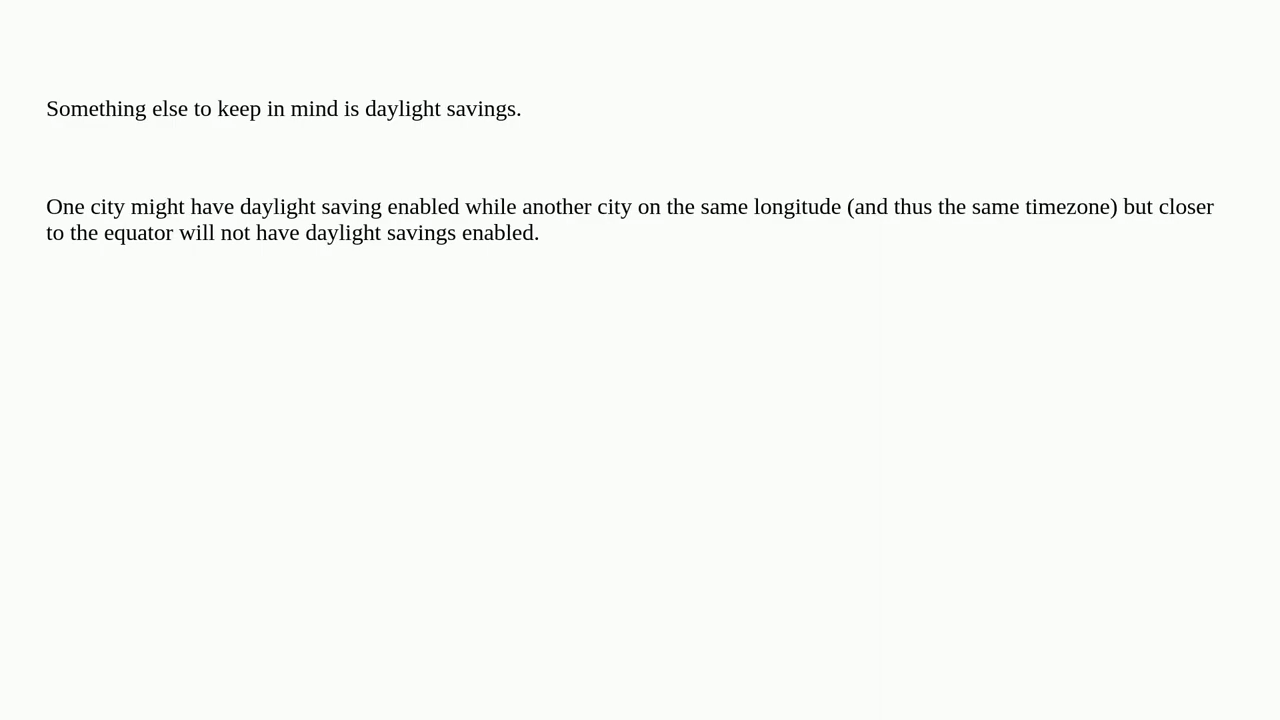 Something else to keep in mind is daylight savings.
One city might have daylight saving enabled while another city on the same longitude (and thus the same timezone) but closer
to the equator will not have daylight savings enabled.